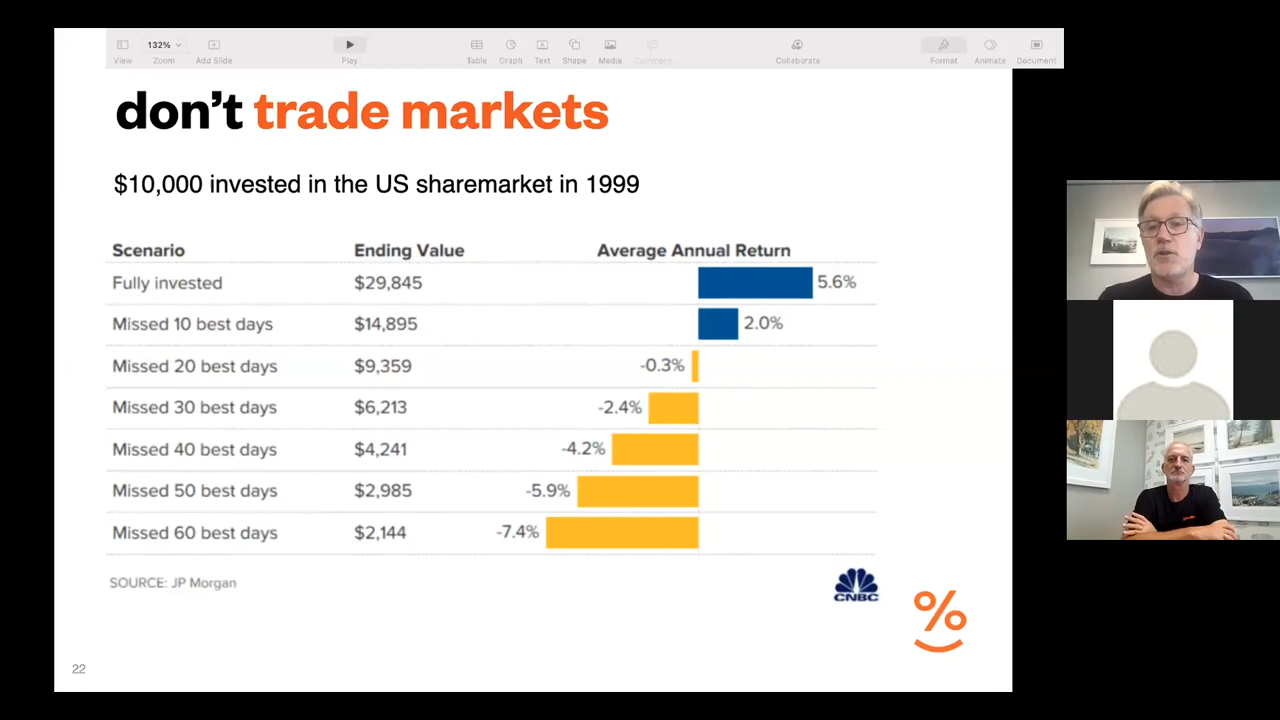 132%
View
Zoom
Add Slide
Play
Table
Graph
Text
Shape
Media
Comment
Collaborate
Format
Animate
Document
don't trade markets
$10,000 invested in the US sharemarket in 1999
Scenario Ending Value Average Annual Return
Fully invested $29,845 5.6%
Missed 10 best days $14,895 2.0%
Missed 20 best days $9,359 -0.3%
Missed 30 best days $6,213 -2.4%
Missed 40 best days $4,241 -4.2%
Missed 50 best days $2,985 -5.9%
Missed 60 best days $2,144 -7.4%
SOURCE: JP Morgan
CNBC
%
22